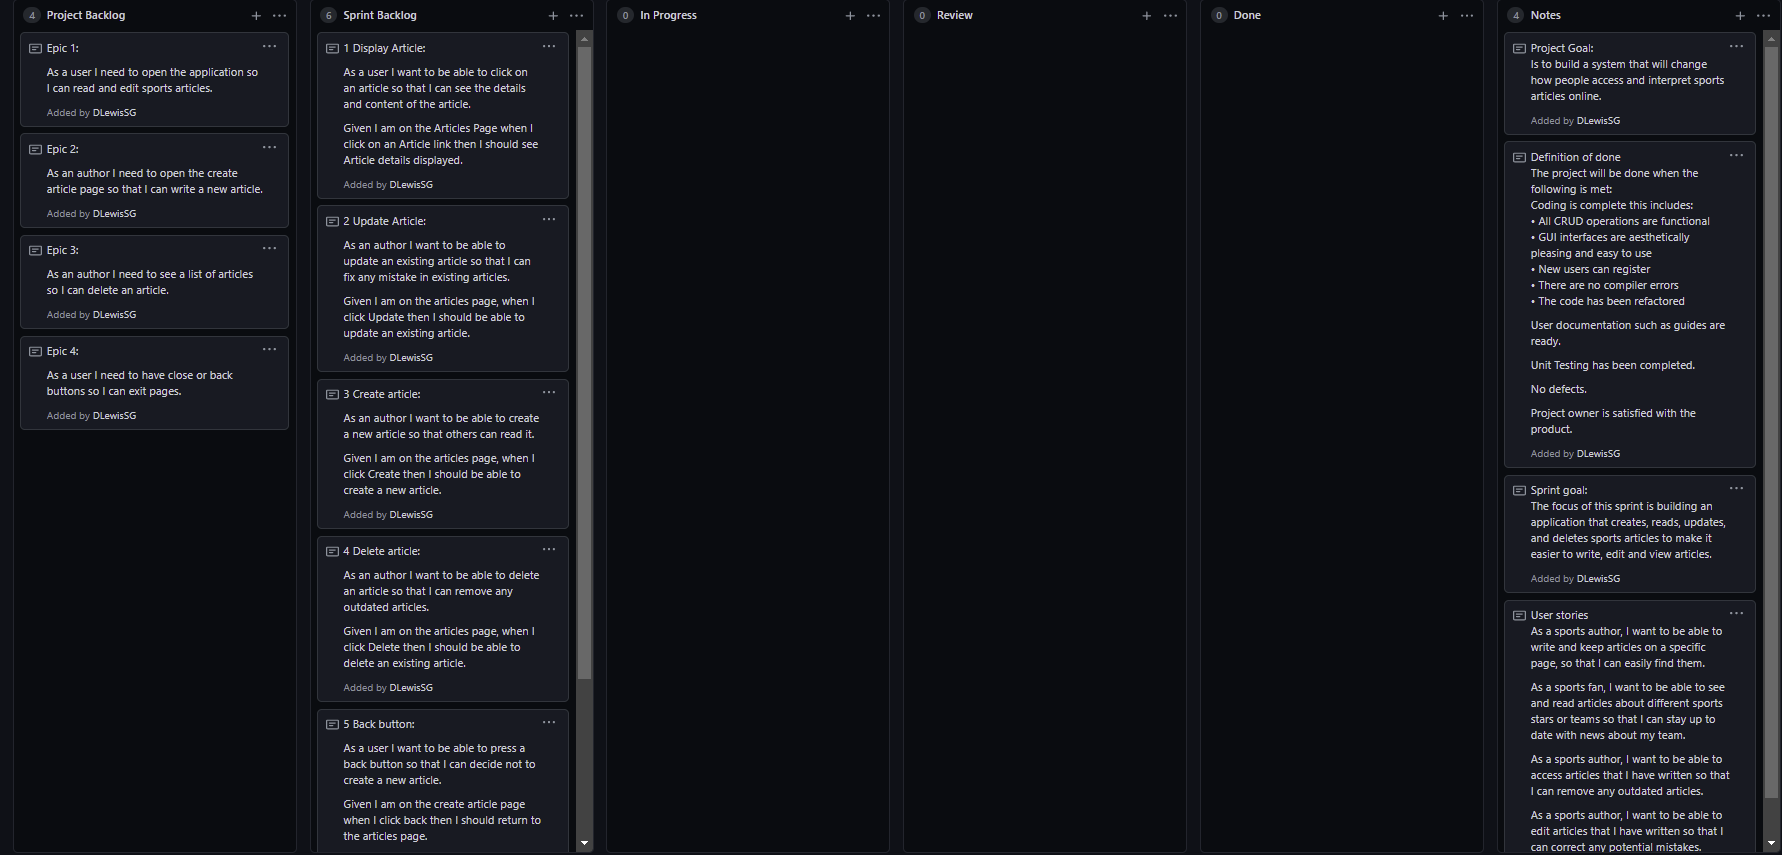 4 Project Backlog
Epic 1:
As a user I need to open the application so
I can read and edit sports articles.
Added by DLewisSG
Epic 2:
As an author I need to open the create
article page so that I can write a new article.
Added by DLewisSG
Epic 3:
As an author I need to see a list of articles
so I can delete an article.
Added by DLewisSG
Epic 4:
As a user I need to have close or back
buttons so I can exit pages.
Added by DLewisSG
6 Sprint Backlog
1 Display Article:
As a user I want to be able to click on
an article so that I can see the details
and content of the article.
Given I am on the Articles Page when I
click on an Article link then I should see
Article details displayed.
Added by DLewisSG
2 Update Article:
As an author I want to be able to
update an existing article so that I can
fix any mistake in existing articles.
Given I am on the articles page, when I
click Update then I should be able to
update an existing article.
Added by DLewisSG
3 Create article:
As an author I want to be able to create
a new article so that others can read it.
Given I am on the articles page, when I
click Create then I should be able to
create a new article.
Added by DLewisSG
4 Delete article:
As an author I want to be able to delete
an article so that I can remove any
outdated articles.
Given I am on the articles page, when I
click Delete then I should be able to
delete an existing article.
Added by DLewisSG
5 Back button:
As a user I want to be able to press a
back button so that I can decide not to
create a new article.
Given I am on the create article page
when I click back then I should return to
the articles page.
0 In Progress
0 Review
0 Done
4 Notes
Project Goal:
Is to build a system that will change
how people access and interpret sports
articles online.
Added by DLewisSG
Definition of done
The project will be done when the
following is met:
Coding is complete this includes:
• All CRUD operations are functional
• GUI interfaces are aesthetically
pleasing and easy to use
• New users can register
• There are no compiler errors
• The code has been refactored
User documentation such as guides are
ready.
Unit Testing has been completed.
No defects.
Project owner is satisfied with the
product.
Added by DLewisSG
Sprint goal:
The focus of this sprint is building an
application that creates, reads, updates,
and deletes sports articles to make it
easier to write, edit and view articles.
Added by DLewisSG
User stories
As a sports author, I want to be able to
write and keep articles on a specific
page, so that I can easily find them.
As a sports fan, I want to be able to see
and read articles about different sports
stars or teams so that I can stay up to
date with news about my team.
As a sports author, I want to be able to
access articles that I have written so that
I can remove any outdated articles.
As a sports author, I want to be able to
edit articles that I have written so that I
can correct any potential mistakes.